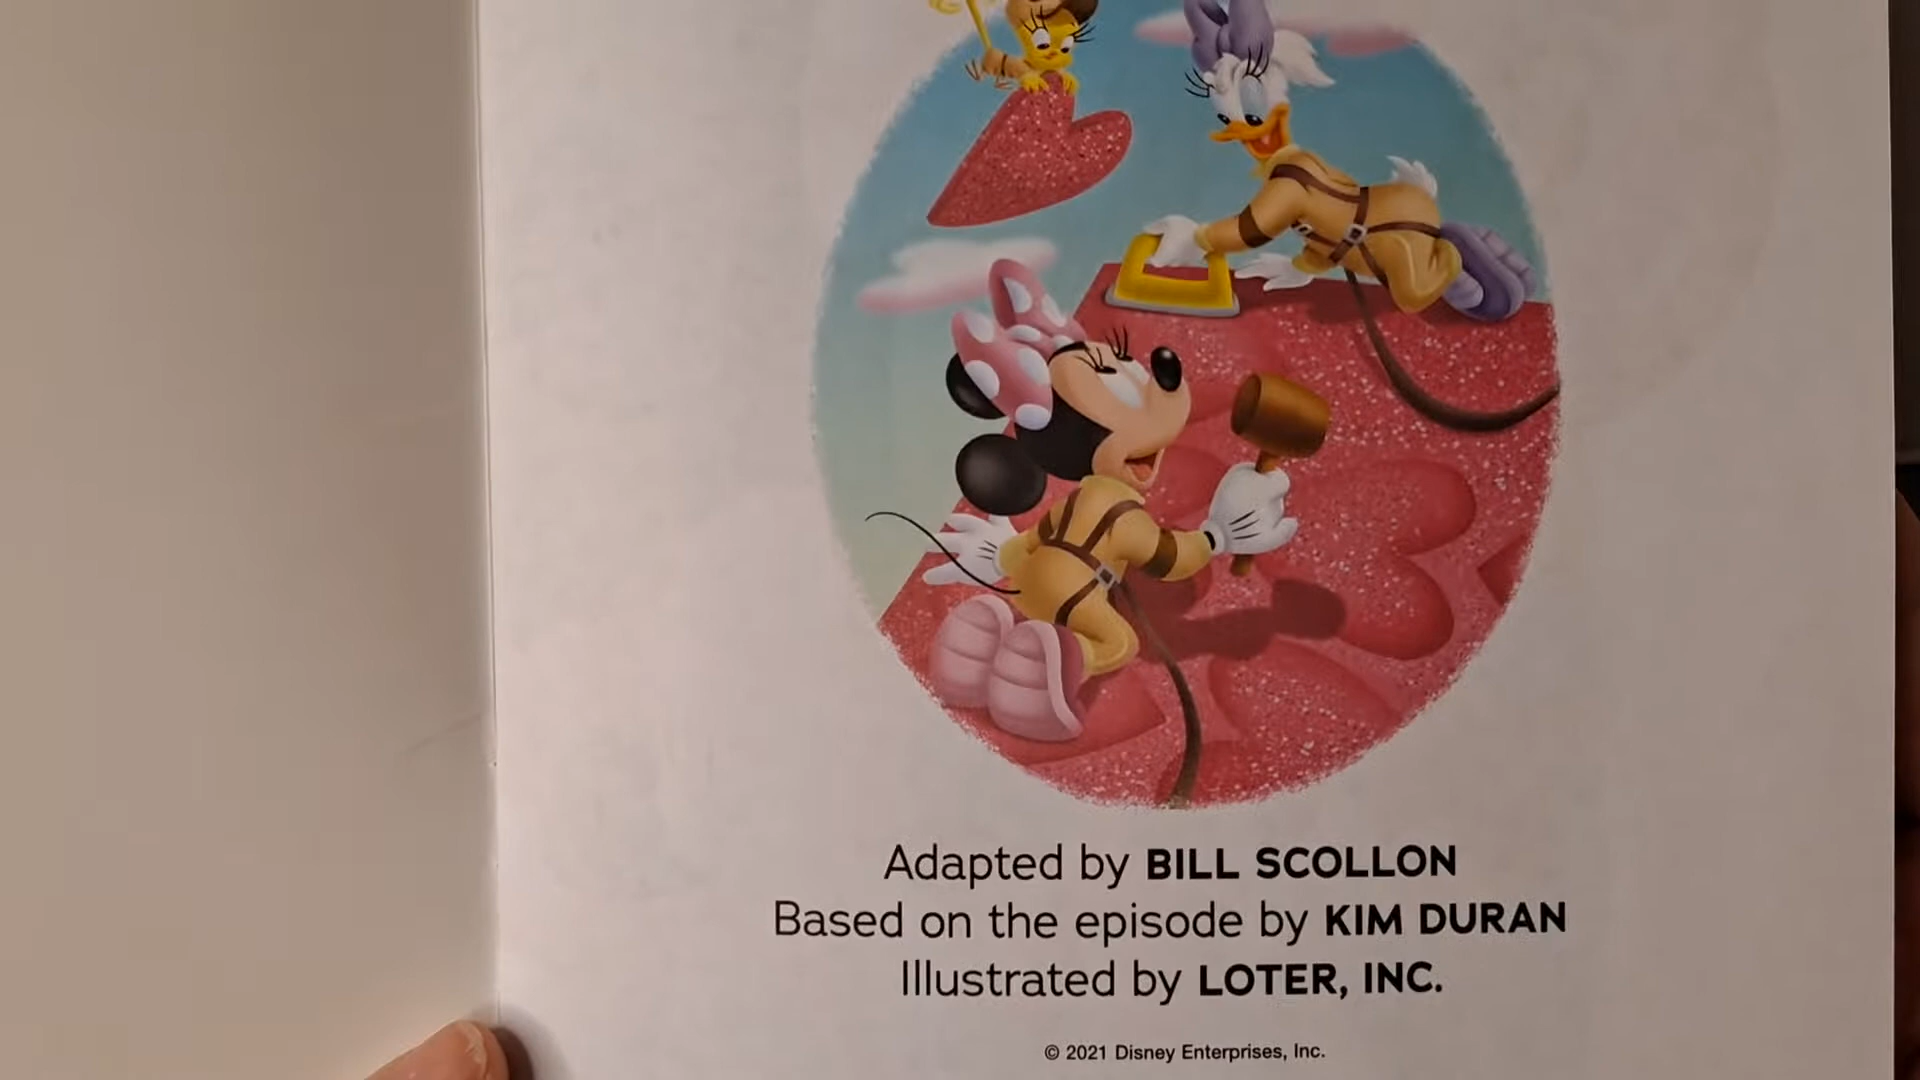 Adapted by BILL SCOLLON
Based on the episode by KIM DURAN
Illustrated by LOTER, INC.
© 2021 Disney Enterprises, Inc.